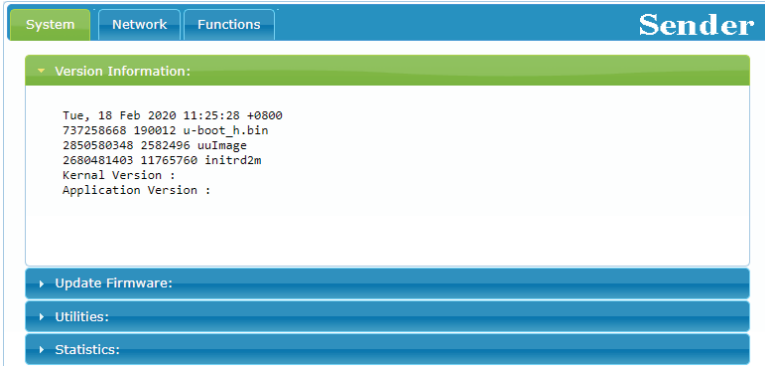 System Network Functions Sender
Version Information:
Tue, 18 Feb 2020 11:25:28 +0800
737258668 190012 u-boot_h.bin
2850580348 2582496 uuImage
2680481403 11765760 initrd2m
Kernal Version :
Application Version :
Update Firmware:
Utilities:
Statistics: